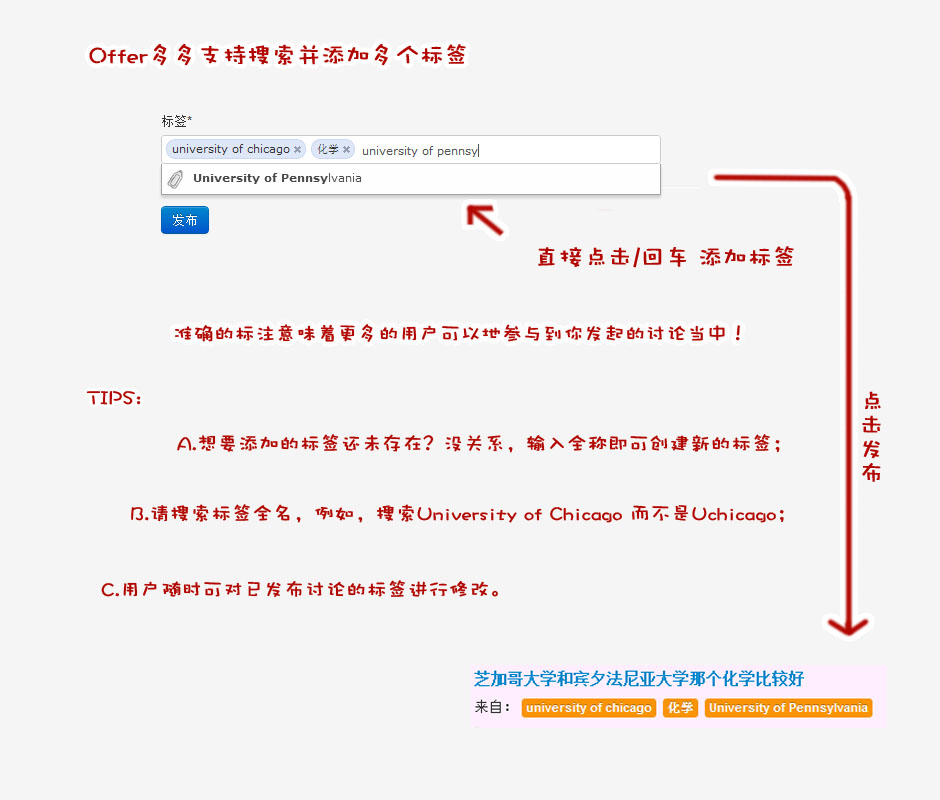 Offer多多支持搜索并添加多个标签
标签*
university of chicago × 化学 × university of pennsy
University of Pennsylvania
发布
直接点击/回车 添加标签
准确的标注意味着更多的用户可以地参与到你发起的讨论当中！
TIPS:
A.想要添加的标签还未存在？没关系，输入全称即可创建新的标签；
点击发布
B.请搜索标签全名，例如，搜索University of Chicago 而不是Uchicago；
C.用户随时可对已发布讨论的标签进行修改。
芝加哥大学和宾夕法尼亚大学那个化学比较好
来自： university of chicago 化学 University of Pennsylvania